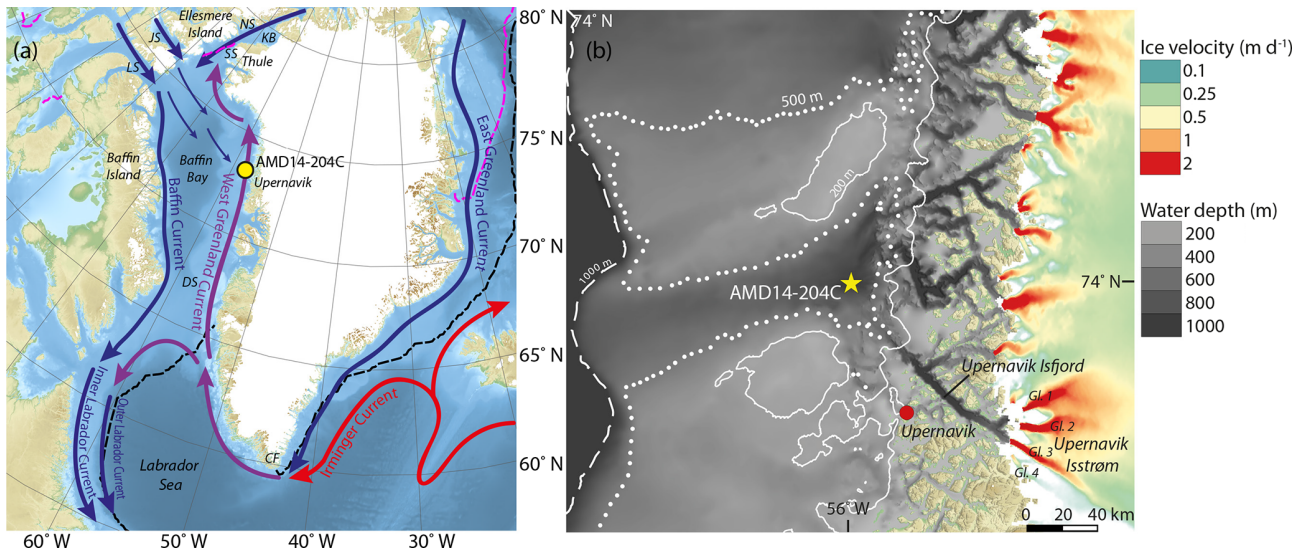 (a)
Ellesmere
Island
NS
KB
JS
SS
LS
Thule
80° N
75° N
70° N
65° N
60° N
Baffin
Island
Baffin
Bay
AMD14-204C
Upernavik
Baffin Current
West Greenland Current
East Greenland Current
DS
Inner Labrador Current
Outer Labrador Current
Labrador
Sea
CF
Irminger Current
60° W
50° W
40° W
30° W
(b)
74° N
500 m
200 m
1000 m
AMD14-204C
74° N
Upernavik Isfjord
Upernavik
Gl. 1
Gl. 2
Gl. 3
Gl. 4
Upernavik
Isstrøm
56° W
0 20 40 km
Ice velocity (m d⁻¹)
0.1
0.25
0.5
1
2
Water depth (m)
200
400
600
800
1000